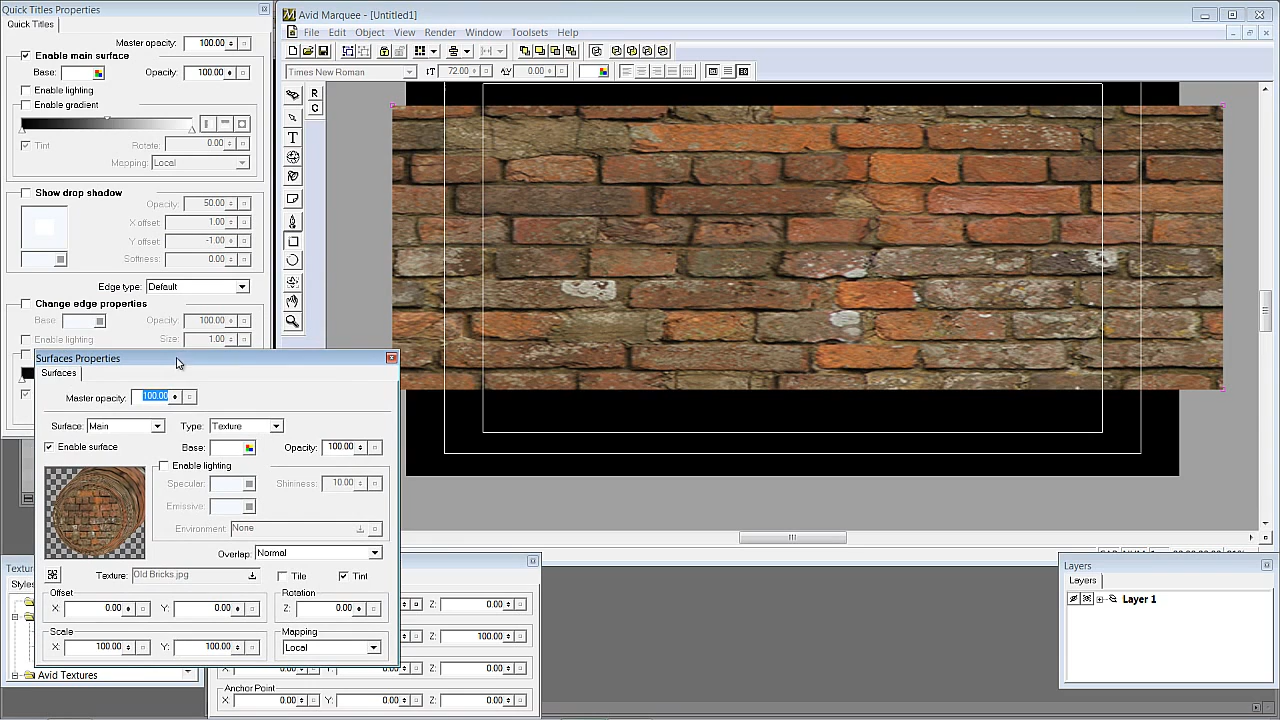 Quick Titles Properties
Quick Titles
Master opacity: 100.00
Enable main surface
Base:
Opacity: 100.00
Enable lighting
Enable gradient
Tint
Rotate: 0.00
Mapping: Local
Show drop shadow
Opacity: 50.00
X offset: 1.00
Y offset: -1.00
Softness: 0.00
Edge type: Default
Change edge properties
Base
Opacity: 100.00
Enable lighting
Size: 1.00
Avid Marquee - [Untitled1]
File Edit Object View Render Window Toolsets Help
Times New Roman
72.00
0.00
R
G
Surfaces Properties
Surfaces
Master opacity: 100.00
Surface: Main
Type: Texture
Enable surface
Base:
Opacity: 100.00
Enable lighting
Specular:
Shininess: 10.00
Emissive:
Environment: None
Overlap: Normal
Texture: Old Bricks.jpg
Tile
Tint
Offset
X: 0.00 Y: 0.00
Rotation
Z: 0.00
Scale
X: 100.00 Y: 100.00
Mapping
Local
Textur
Styles
Avid Textures
Z: 0.00
Z: 100.00
Z: 0.00
Anchor Point
X 0.00 Y: 0.00 Z: 0.00
Layers
Layers
Layer 1